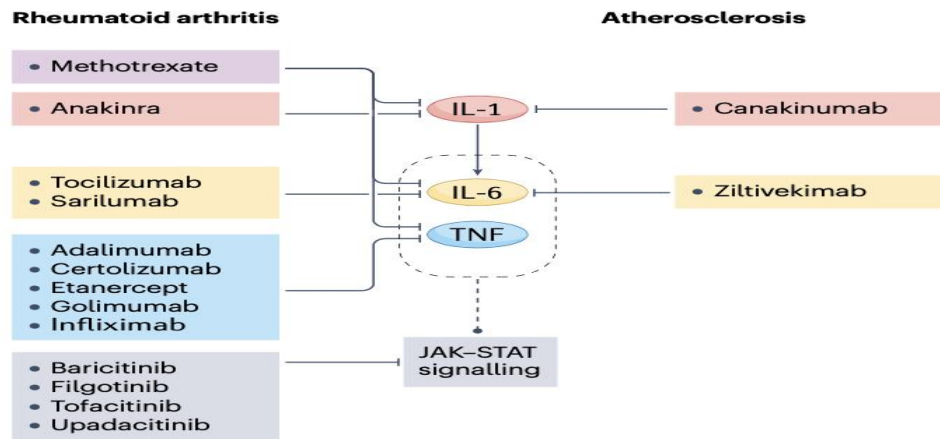 Rheumatoid arthritis
Atherosclerosis
• Methotrexate
• Anakinra
• Tocilizumab
• Sarilumab
• Adalimumab
• Certolizumab
• Etanercept
• Golimumab
• Infliximab
• Baricitinib
• Filgotinib
• Tofacitinib
• Upadacitinib
IL-1
IL-6
TNF
JAK–STAT
signalling
• Canakinumab
• Ziltivekimab